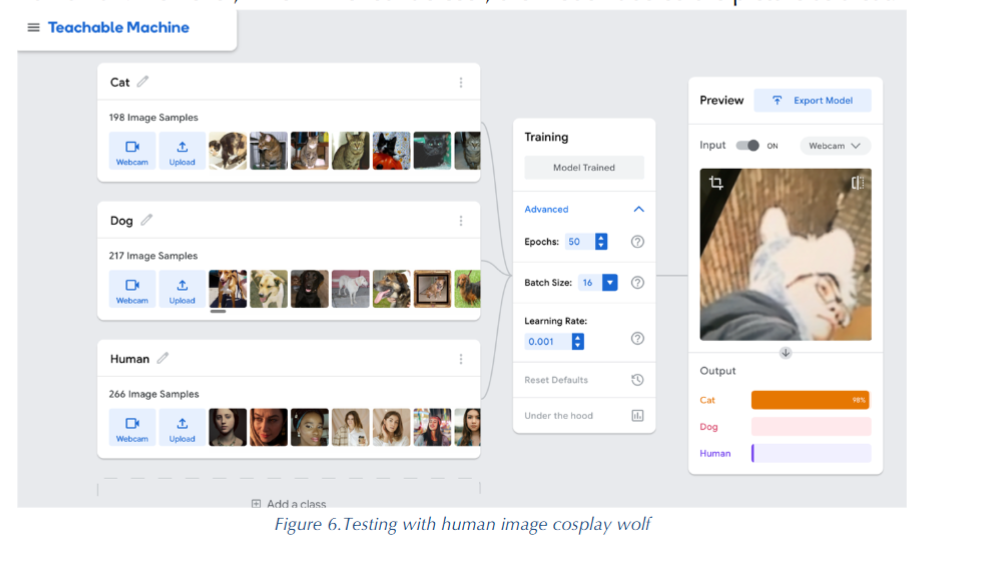 Teachable Machine
Cat
198 Image Samples
Webcam
Upload
Dog
217 Image Samples
Webcam
Upload
Human
266 Image Samples
Webcam
Upload
Add a class
Training
Model Trained
Advanced
Epochs: 50
Batch Size: 16
Learning Rate:
0.001
Reset Defaults
Under the hood
Preview
Export Model
Input ON Webcam
Output
Cat 98%
Dog
Human
Figure 6.Testing with human image cosplay wolf